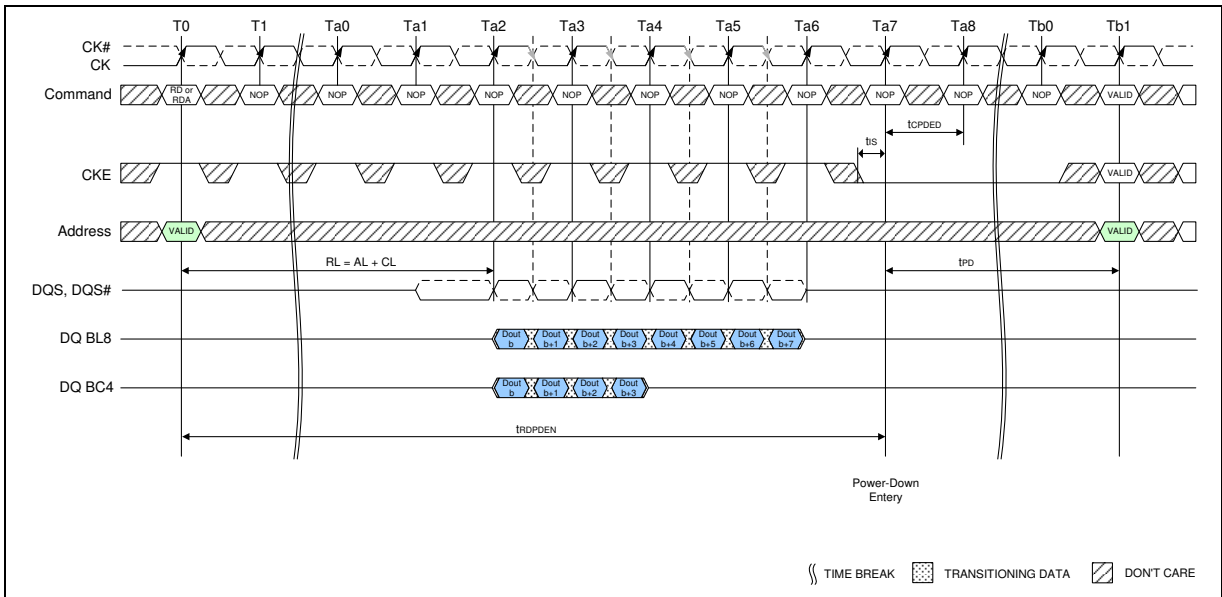 T0 T1 Ta0 Ta1 Ta2 Ta3 Ta4 Ta5 Ta6 Ta7 Ta8 Tb0 Tb1
CK#
CK
Command RD or RDA NOP NOP NOP NOP NOP NOP NOP NOP NOP NOP NOP VALID
tCPDED
tIS
CKE VALID
Address VALID VALID
RL = AL + CL tPD
DQS, DQS#
DQ BL8 Dout b Dout b+1 Dout b+2 Dout b+3 Dout b+4 Dout b+5 Dout b+6 Dout b+7
DQ BC4 Dout b Dout b+1 Dout b+2 Dout b+3
tRDPDEN
Power-Down
Entery
TIME BREAK TRANSITIONING DATA DON'T CARE